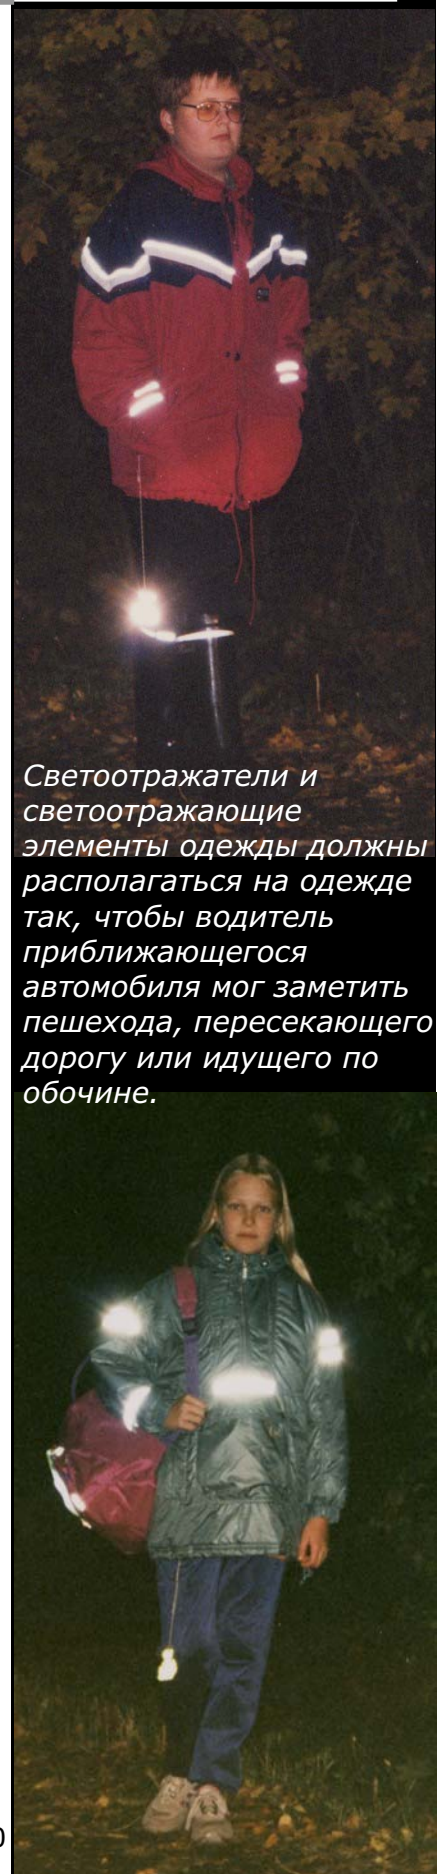 Светоотражатели и
светоотражающие
элементы одежды должны
располагаться на одежде
так, чтобы водитель
приближающегося
автомобиля мог заметить
пешехода, пересекающего
дорогу или идущего по
обочине.
0